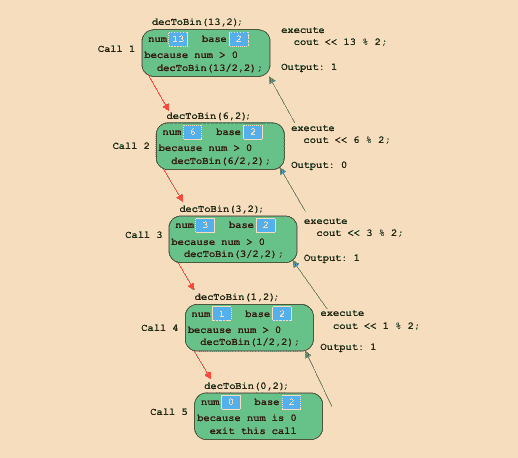 decToBin(13,2);
Call 1
num 13 base 2
because num > 0
decToBin(13/2,2);
execute
cout << 13 % 2;
Output: 1
decToBin(6,2);
Call 2
num 6 base 2
because num > 0
decToBin(6/2,2);
execute
cout << 6 % 2;
Output: 0
decToBin(3,2);
Call 3
num 3 base 2
because num > 0
decToBin(3/2,2);
execute
cout << 3 % 2;
Output: 1
decToBin(1,2);
Call 4
num 1 base 2
because num > 0
decToBin(1/2,2);
execute
cout << 1 % 2;
Output: 1
decToBin(0,2);
Call 5
num 0 base 2
because num is 0
exit this call